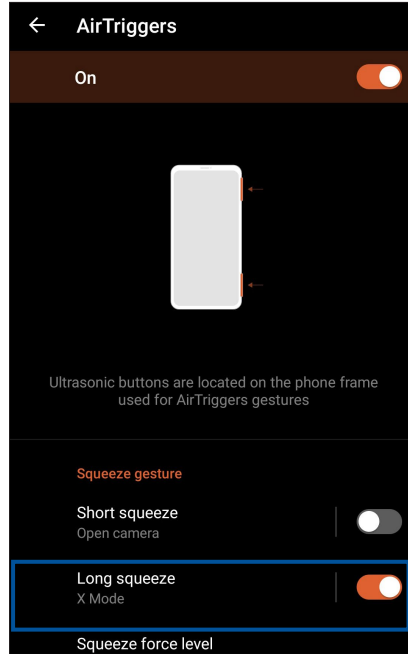 AirTriggers
On
Ultrasonic buttons are located on the phone frame
used for AirTriggers gestures
Squeeze gesture
Short squeeze
Open camera
Long squeeze
X Mode
Squeeze force level